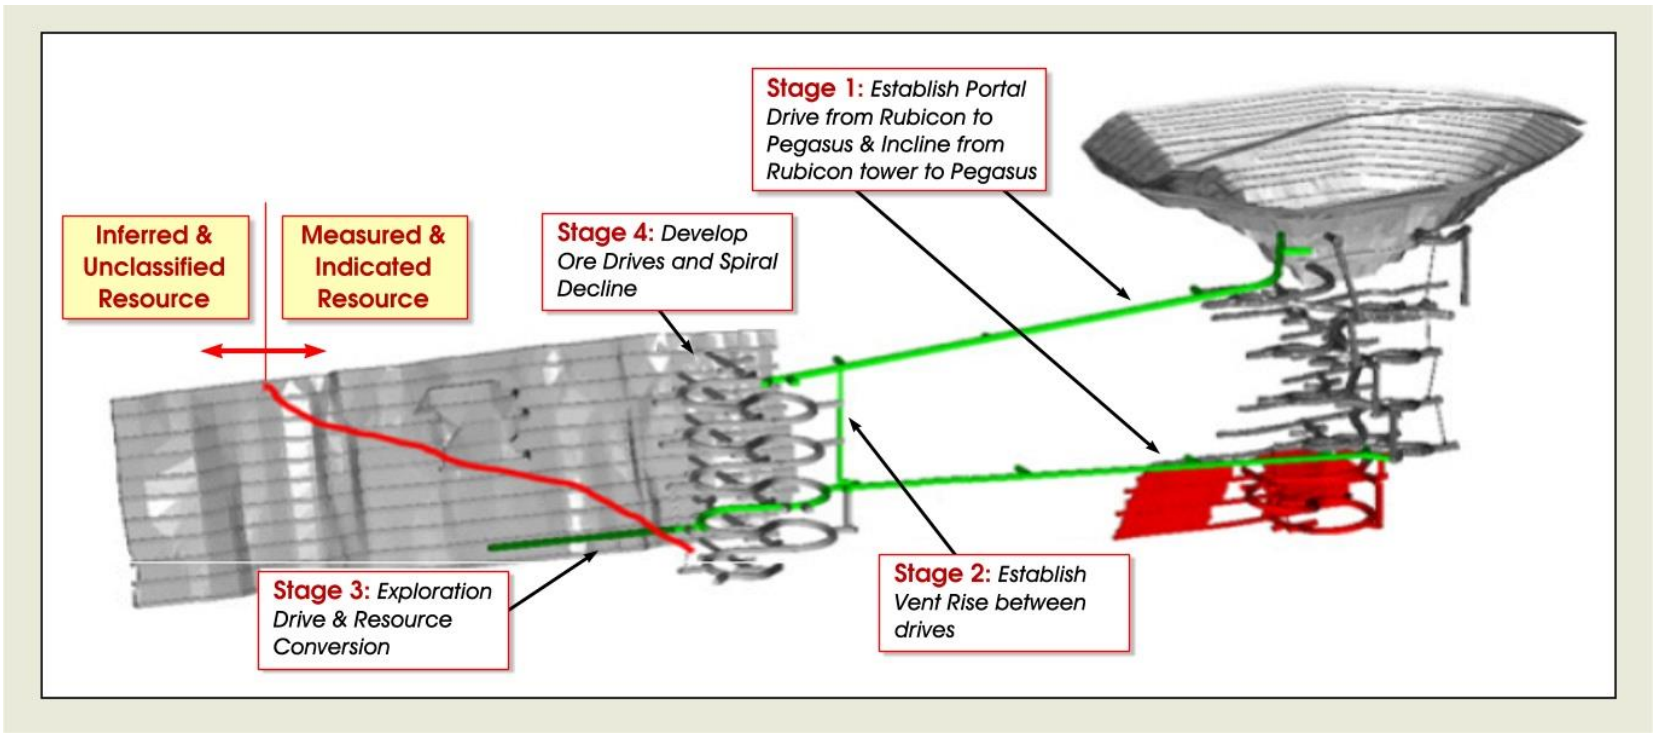 Stage 1: Establish Portal
Drive from Rubicon to
Pegasus & Incline from
Rubicon tower to Pegasus
Inferred &
Unclassified
Resource
Measured &
Indicated
Resource
Stage 4: Develop
Ore Drives and Spiral
Decline
Stage 3: Exploration
Drive & Resource
Conversion
Stage 2: Establish
Vent Rise between
drives